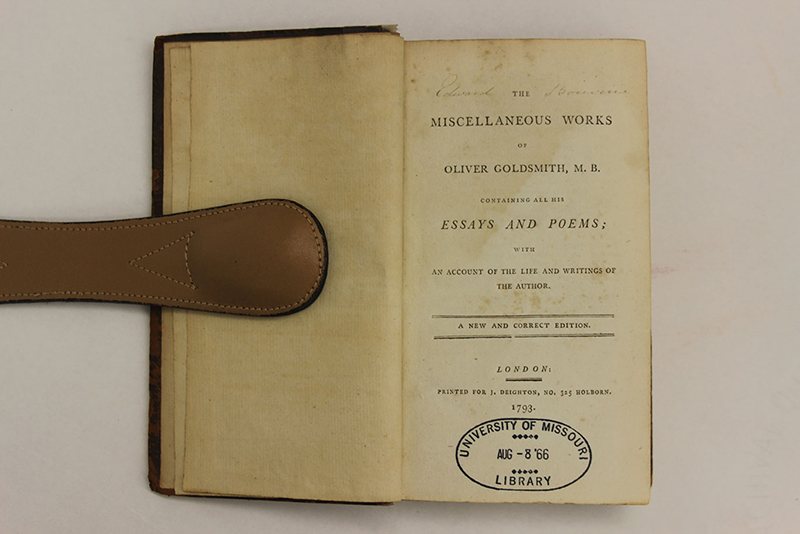 Edward
THE
MISCELLANEOUS WORKS
OF
OLIVER GOLDSMITH, M. B.
CONTAINING ALL HIS
ESSAYS AND POEMS;
WITH
AN ACCOUNT OF THE LIFE AND WRITINGS OF
THE AUTHOR.
A NEW AND CORRECT EDITION.
LONDON:
PRINTED FOR J. DEIGHTON, NO. 325 HOLBORN.
1793.
UNIVERSITY OF MISSOURI
AUG - 8 '66
LIBRARY